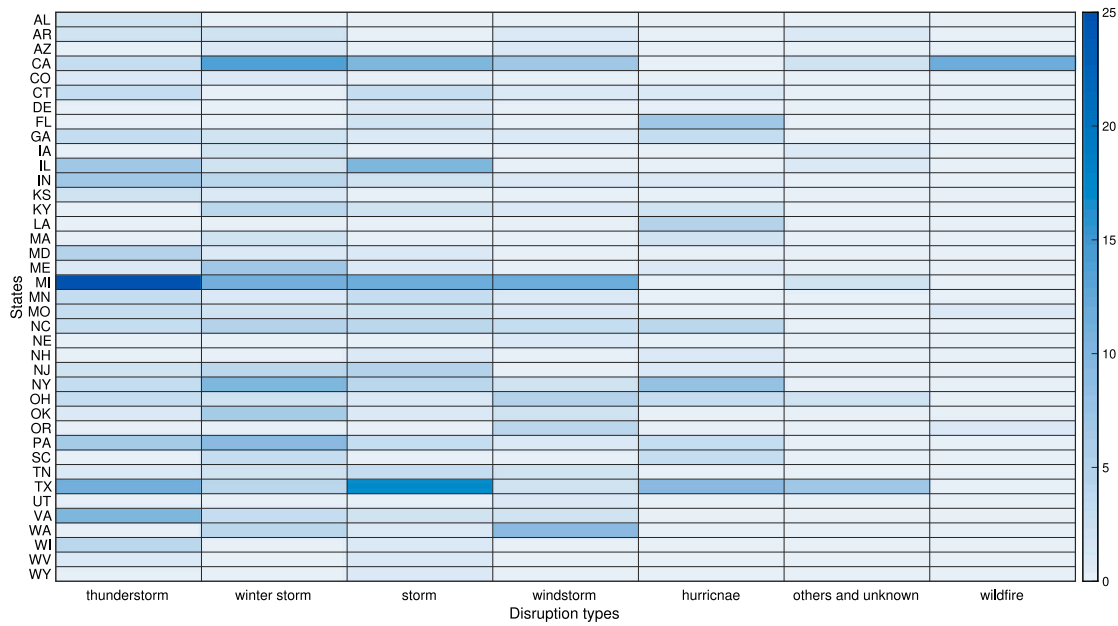 AL
AR
AZ
CA
CO
CT
DE
FL
GA
IA
IL
IN
KS
KY
LA
MA
MD
ME
MI
MN
MO
NC
NE
NH
NJ
NY
OH
OK
OR
PA
SC
TN
TX
UT
VA
WA
WI
WV
WY
States
thunderstorm winter storm storm windstorm hurricnae others and unknown wildfire
Disruption types
25
20
15
10
5
0